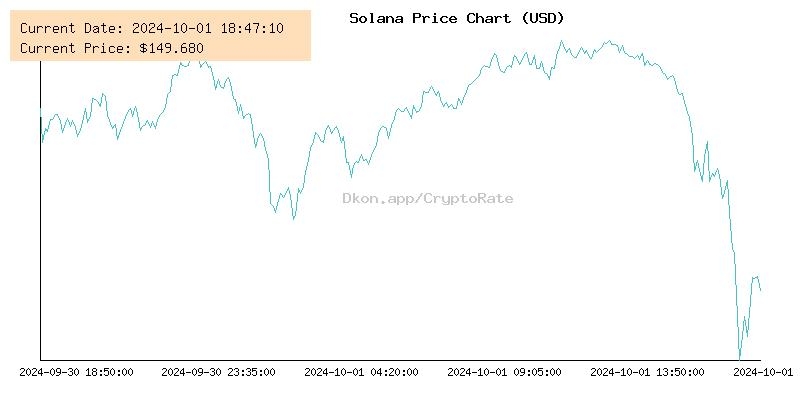 Solana Price Chart (USD)
Current Date: 2024-10-01 18:47:10
Current Price: $149.680
Dkon.app/CryptoRate
2024-09-30 18:50:00 2024-09-30 23:35:00 2024-10-01 04:20:00 2024-10-01 09:05:00 2024-10-01 13:50:00 2024-10-01